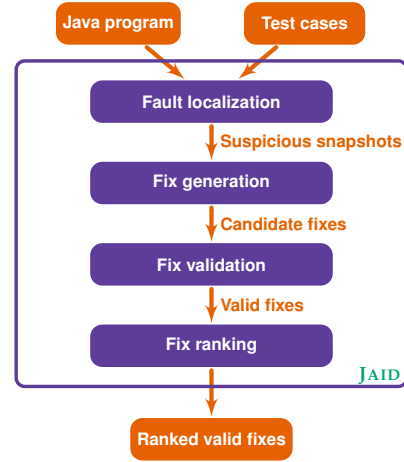 Java program
Test cases
Fault localization
Suspicious snapshots
Fix generation
Candidate fixes
Fix validation
Valid fixes
Fix ranking
JAID
Ranked valid fixes